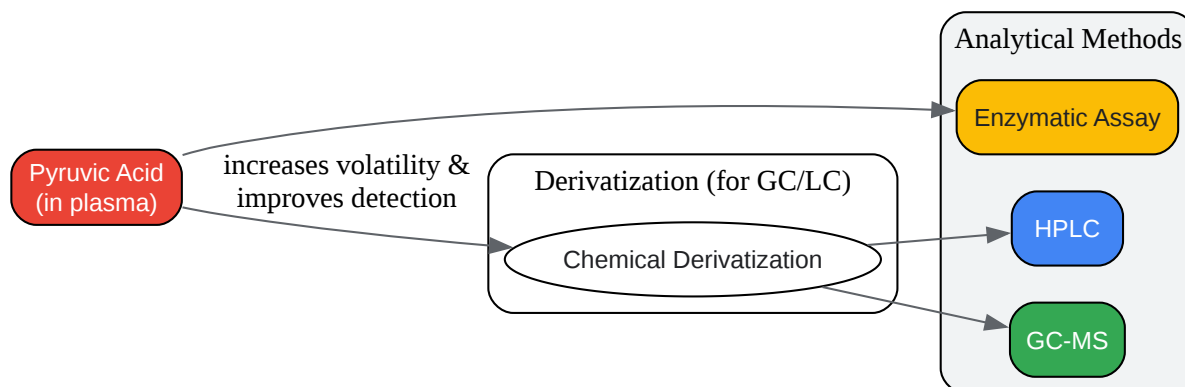 Pyruvic Acid
(in plasma)
increases volatility &
improves detection
Derivatization (for GC/LC)
Chemical Derivatization
Analytical Methods
Enzymatic Assay
HPLC
GC-MS